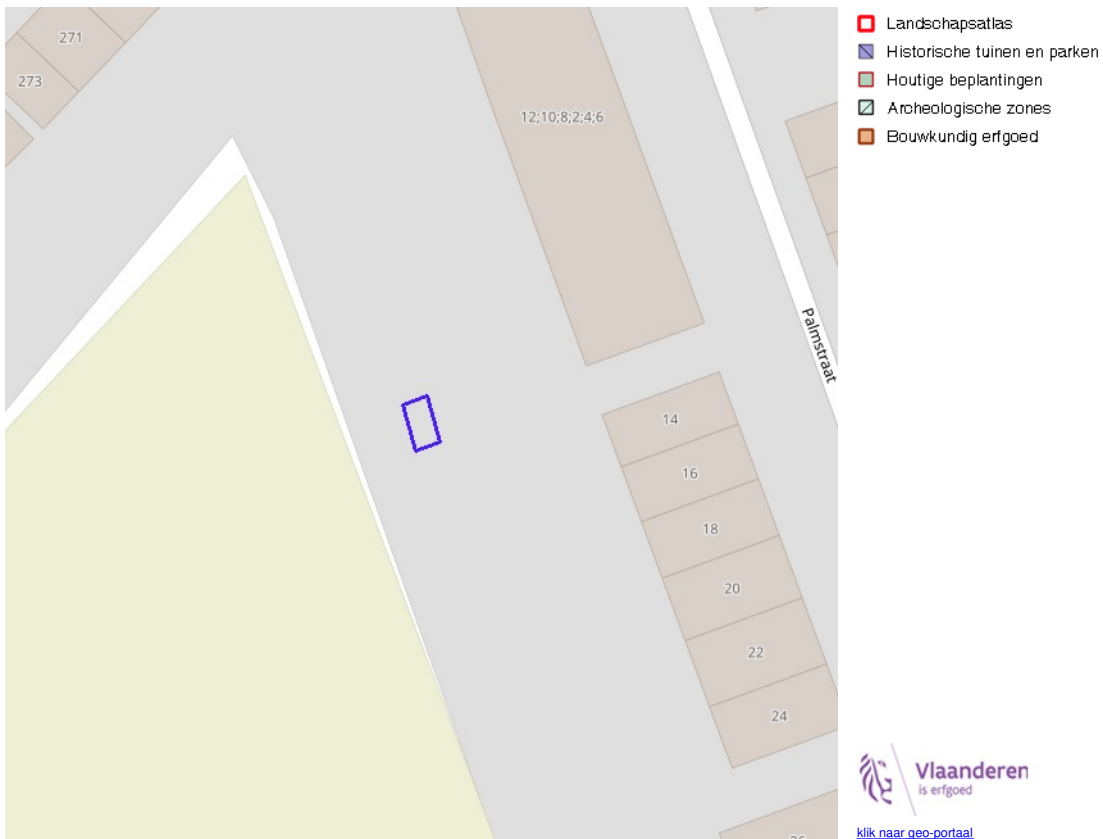 271
273
12;10;8;2;4;6
Palmstraat
14
16
18
20
22
24
Landschapsatlas
Historische tuinen en parken
Houtige beplantingen
Archeologische zones
Bouwkundig erfgoed
Vlaanderen
is erfgoed
klik naar geo-portaal